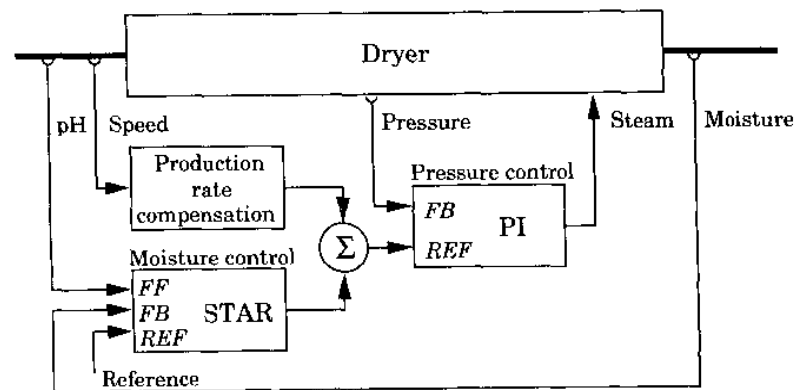 Dryer
pH
Speed
Pressure
Steam
Moisture
Production
rate
compensation
Pressure control
FB
PI
REF
Σ
Moisture control
FF
FB
STAR
REF
Reference